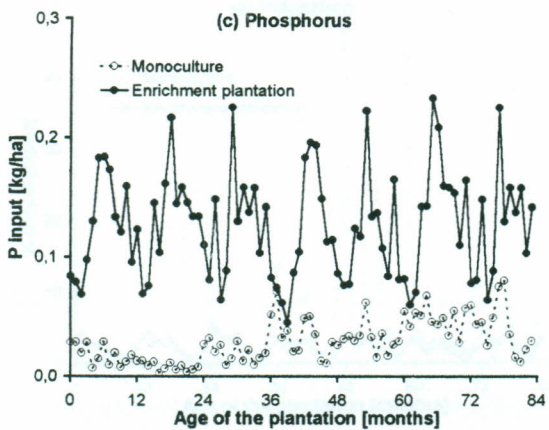 (c) Phosphorus
Monoculture
Enrichment plantation
P input [kg/ha]
0,3
0,2
0,1
0,0
0 12 24 36 48 60 72 84
Age of the plantation [months]